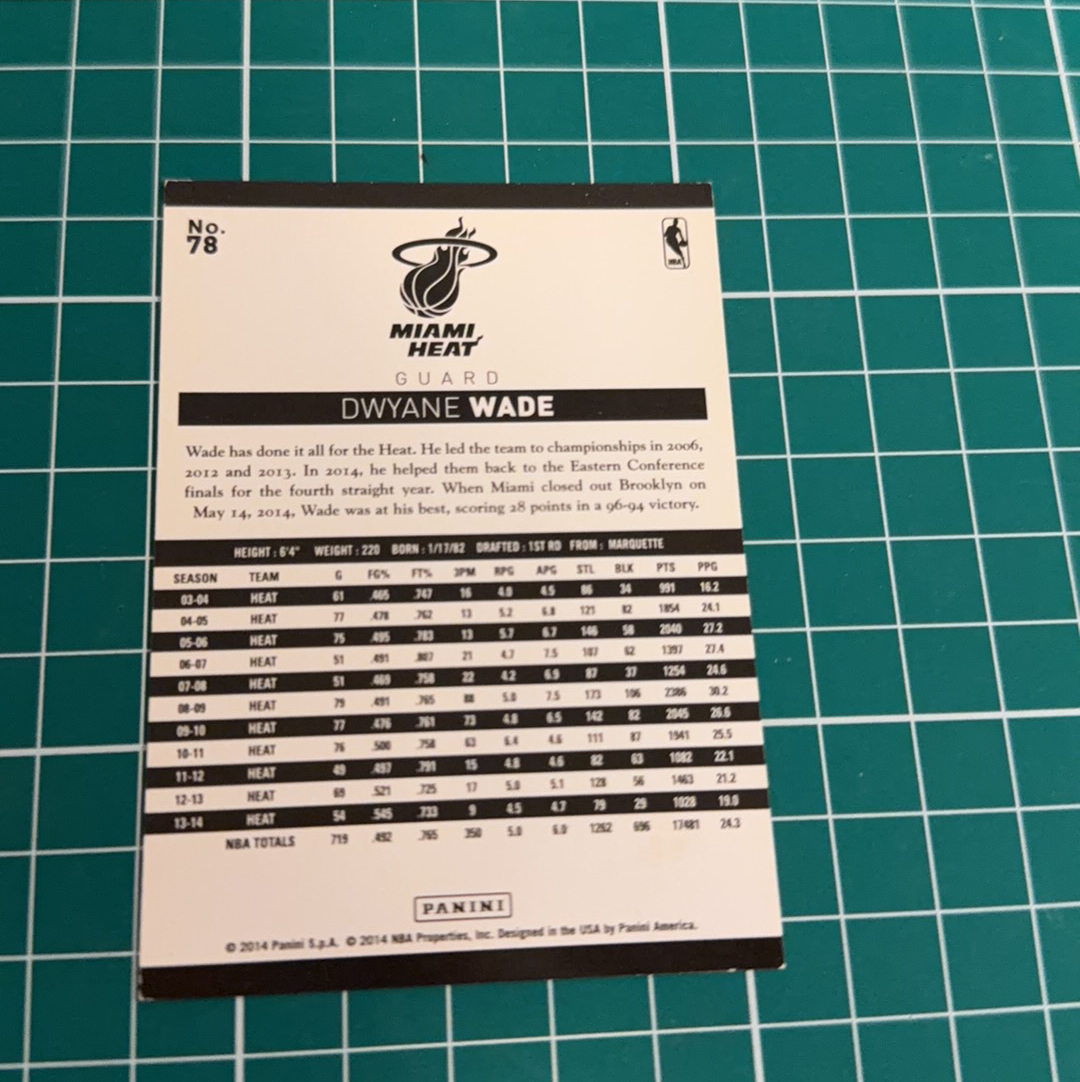 No.
78
NBA
MIAMI
HEAT
GUARD
DWYANE WADE
Wade has done it all for the Heat. He led the team to championships in 2006,
2012 and 2013. In 2014, he helped them back to the Eastern Conference
finals for the fourth straight year. When Miami closed out Brooklyn on
May 14, 2014, Wade was at his best, scoring 28 points in a 96-94 victory.
HEIGHT: 6'4" WEIGHT: 220 BORN: 1/17/82 DRAFTED: 1ST RD FROM: MARQUETTE
SEASON TEAM G FG% FT% 3PM RPG APG STL BLK PTS PPG
03-04 HEAT 61 .465 .747 16 4.0 4.5 86 34 991 16.2
04-05 HEAT 77 .478 .762 13 5.2 6.8 121 82 1854 24.1
05-06 HEAT 75 .495 .783 13 5.7 6.7 146 58 2040 27.2
06-07 HEAT 51 .491 .807 21 4.7 7.5 107 62 1397 27.4
07-08 HEAT 51 .469 .758 22 4.2 6.9 87 37 1254 24.6
08-09 HEAT 79 .491 .765 88 5.0 7.5 173 106 2386 30.2
09-10 HEAT 77 .476 .761 73 4.8 6.5 142 82 2045 26.6
10-11 HEAT 76 .500 .758 63 6.4 4.6 111 87 1941 25.5
11-12 HEAT 49 .497 .791 15 4.8 4.6 82 63 1082 22.1
12-13 HEAT 69 .521 .725 17 5.0 5.1 128 56 1463 21.2
13-14 HEAT 54 .545 .733 9 4.5 4.7 79 29 1028 19.0
NBA TOTALS 719 .492 .765 350 5.0 6.0 1262 696 17481 24.3
PANINI
© 2014 Panini S.p.A. © 2014 NBA Properties, Inc. Designed in the USA by Panini America.